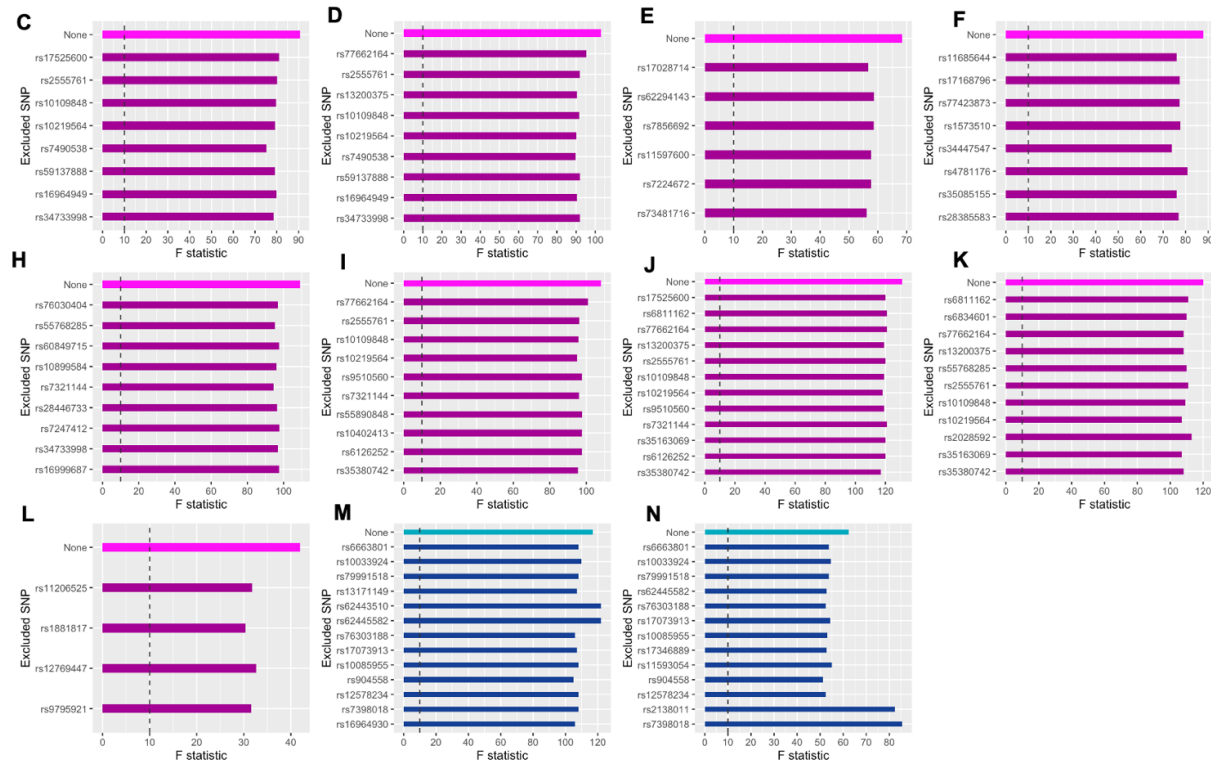 C
Excluded SNP
None
rs17525600
rs2555761
rs10109848
rs10219564
rs7490538
rs59137888
rs16964949
rs34733998
0 10 20 30 40 50 60 70 80 90
F statistic
D
Excluded SNP
None
rs77662164
rs2555761
rs13200375
rs10109848
rs10219564
rs7490538
rs59137888
rs16964949
rs34733998
0 10 20 30 40 50 60 70 80 90 100
F statistic
E
Excluded SNP
None
rs17028714
rs62294143
rs7856692
rs11597600
rs7224672
rs73481716
0 10 20 30 40 50 60 70
F statistic
F
Excluded SNP
None
rs11685644
rs17168796
rs77423873
rs1573510
rs34447547
rs4781176
rs35085155
rs28385583
0 10 20 30 40 50 60 70 80 90
F statistic
H
Excluded SNP
None
rs76030404
rs55768285
rs60849715
rs10899584
rs7321144
rs28446733
rs7247412
rs34733998
rs16999687
0 20 40 60 80 100
F statistic
I
Excluded SNP
None
rs77662164
rs2555761
rs10109848
rs10219564
rs9510560
rs7321144
rs55890848
rs10402413
rs6126252
rs35380742
0 20 40 60 80 100
F statistic
J
Excluded SNP
None
rs17525600
rs6811162
rs77662164
rs13200375
rs2555761
rs10109848
rs10219564
rs9510560
rs7321144
rs35163069
rs6126252
rs35380742
0 20 40 60 80 100 120
F statistic
K
Excluded SNP
None
rs6811162
rs6834601
rs77662164
rs13200375
rs55768285
rs2555761
rs10109848
rs10219564
rs2028592
rs35163069
rs35380742
0 20 40 60 80 100 120
F statistic
L
Excluded SNP
None
rs11206525
rs1881817
rs12769447
rs9795921
0 10 20 30 40
F statistic
M
Excluded SNP
None
rs6663801
rs10033924
rs79991518
rs13171149
rs62443510
rs62445582
rs76303188
rs17073913
rs10085955
rs904558
rs12578234
rs7398018
rs16964930
0 20 40 60 80 100 120
F statistic
N
Excluded SNP
None
rs6663801
rs10033924
rs79991518
rs62445582
rs76303188
rs17073913
rs10085955
rs17346889
rs11593054
rs904558
rs12578234
rs2138011
rs7398018
0 10 20 30 40 50 60 70 80
F statistic